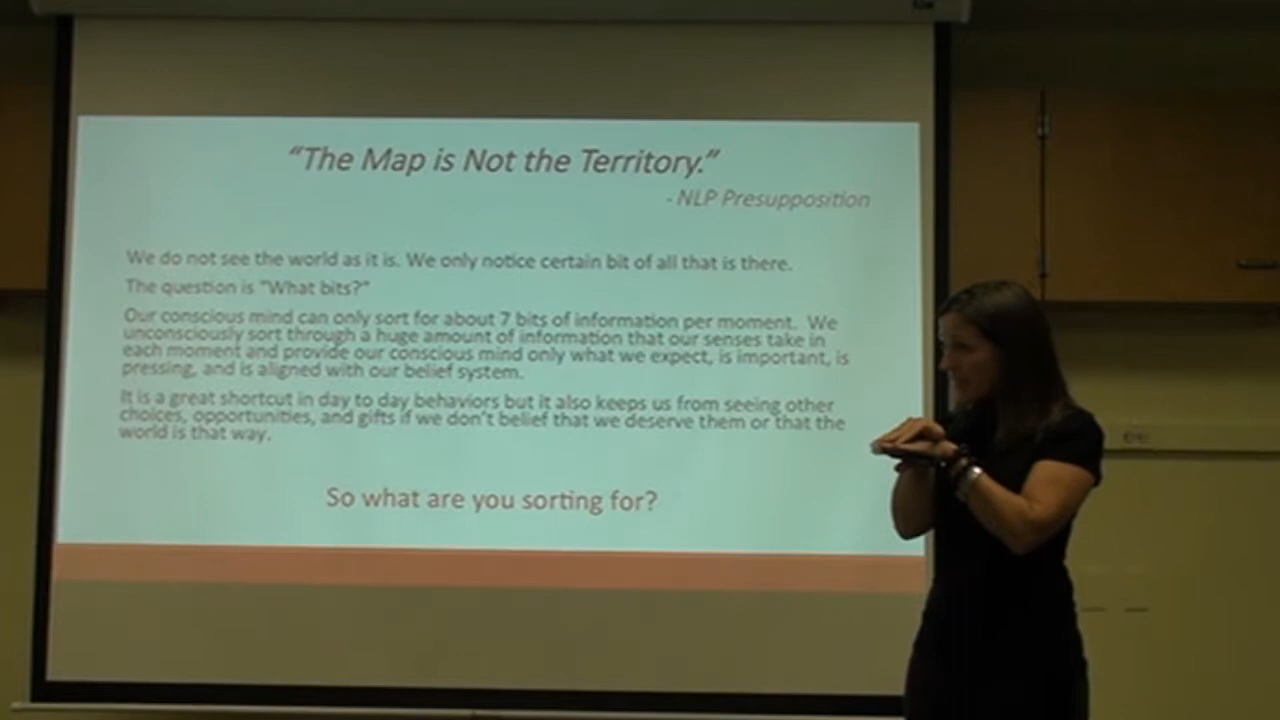 “The Map is Not the Territory.”
- NLP Presupposition
We do not see the world as it is. We only notice certain bit of all that is there.
The question is "What bits?"
Our conscious mind can only sort for about 7 bits of information per moment. We
unconsciously sort through a huge amount of information that our senses take in
each moment and provide our conscious mind only what we expect, is important, is
pressing, and is aligned with our belief system.
It is a great shortcut in day to day behaviors but it also keeps us from seeing other
choices, opportunities, and gifts if we don't belief that we deserve them or that the
world is that way.
So what are you sorting for?